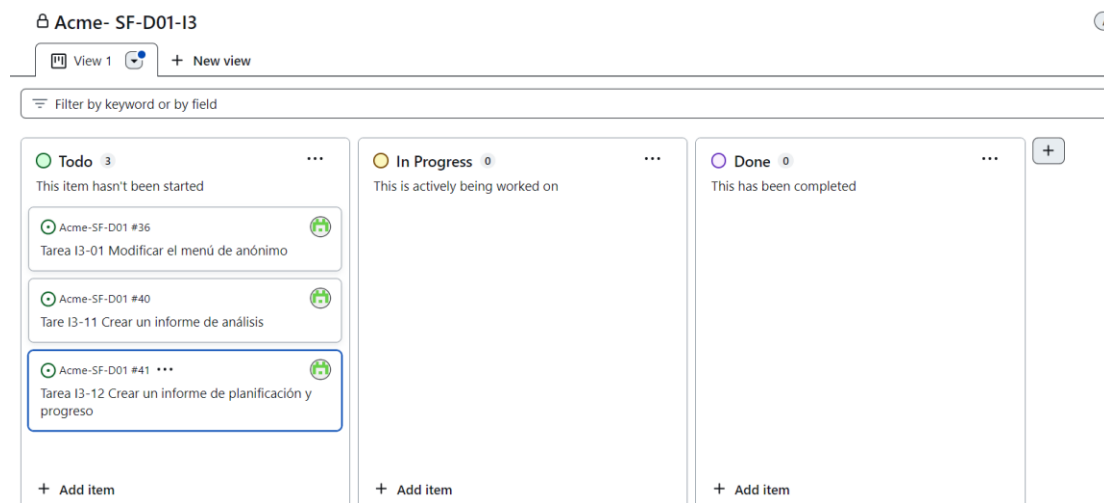 Acme- SF-D01-I3
View 1
New view
Filter by keyword or by field
Todo 3
This item hasn't been started
Acme-SF-D01 #36
Tarea I3-01 Modificar el menú de anónimo
Acme-SF-D01 #40
Tare I3-11 Crear un informe de análisis
Acme-SF-D01 #41
Tarea I3-12 Crear un informe de planificación y
progreso
+ Add item
In Progress 0
This is actively being worked on
+ Add item
Done 0
This has been completed
+ Add item